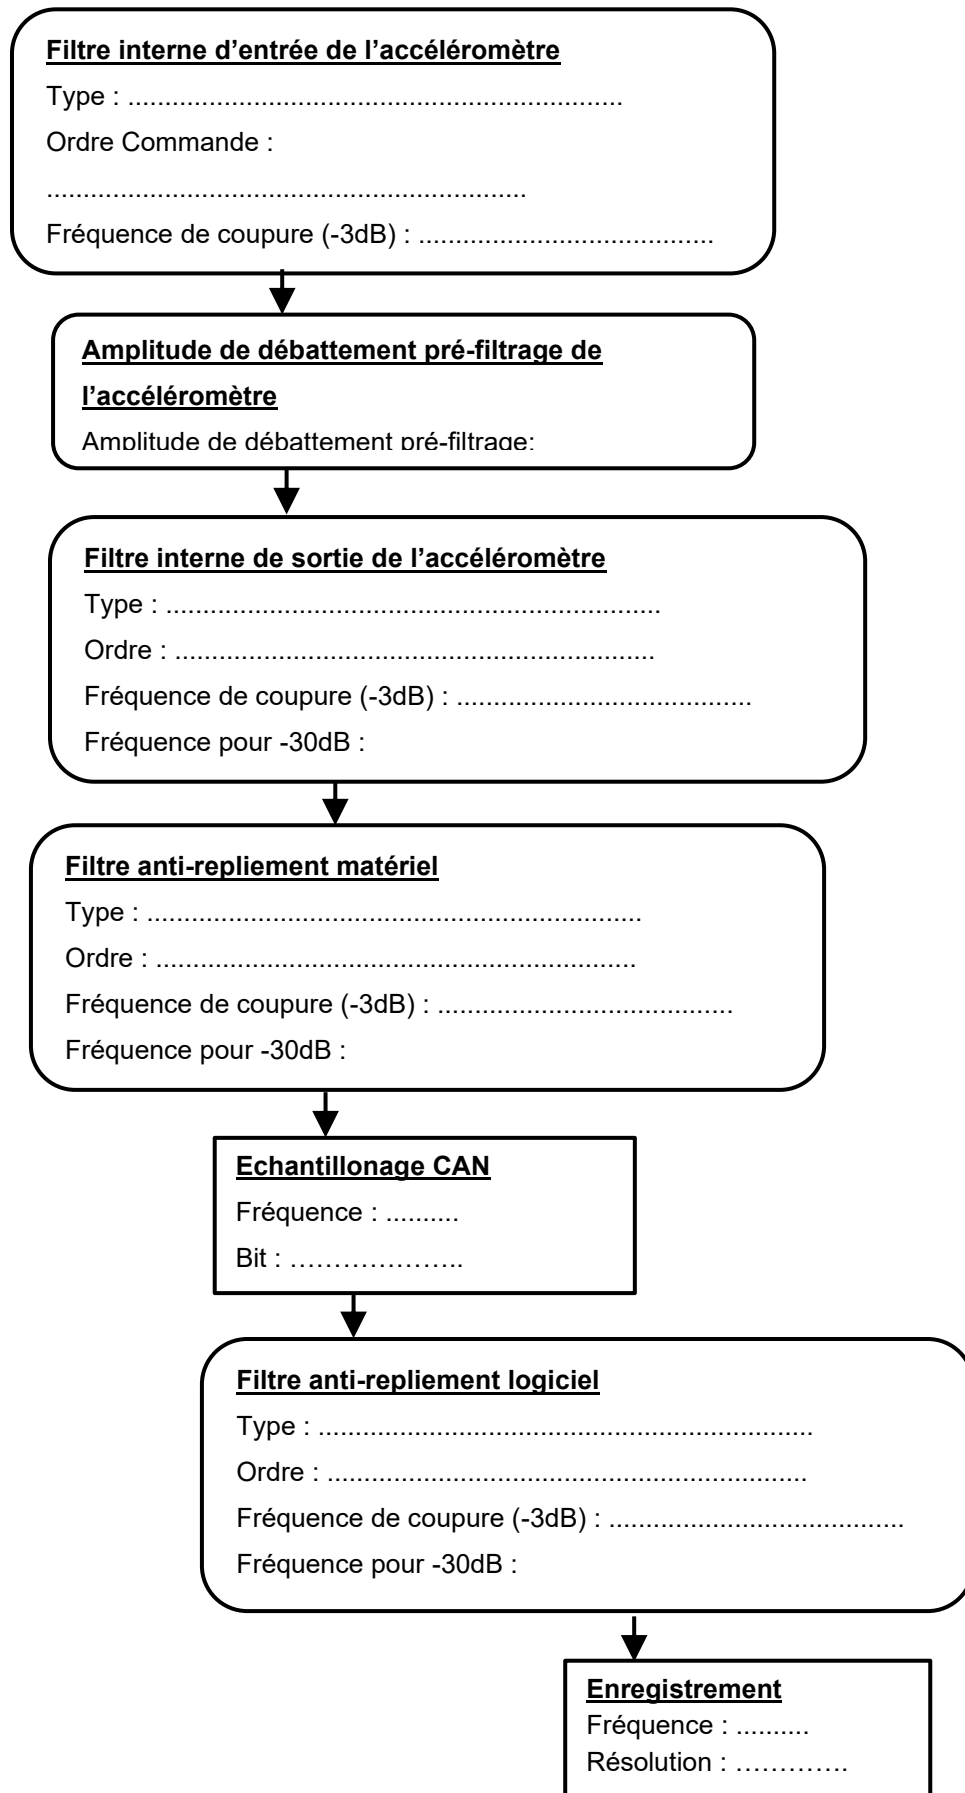 Filtre interne d’entrée de l’accéléromètre
Type : ...................................................................
Ordre Commande :
.................................................................
Fréquence de coupure (-3dB) : ........................................
Amplitude de débattement pré-filtrage de
l’accéléromètre
Amplitude de débattement pré-filtrage:
Filtre interne de sortie de l’accéléromètre
Type : ...................................................................
Ordre : .................................................................
Fréquence de coupure (-3dB) : ........................................
Fréquence pour -30dB :
Filtre anti-repliement matériel
Type : ...................................................................
Ordre : .................................................................
Fréquence de coupure (-3dB) : ........................................
Fréquence pour -30dB :
Echantillonage CAN
Fréquence : ..........
Bit : ………………..
Filtre anti-repliement logiciel
Type : ...................................................................
Ordre : .................................................................
Fréquence de coupure (-3dB) : ........................................
Fréquence pour -30dB :
Enregistrement
Fréquence : ..........
Résolution : ………….